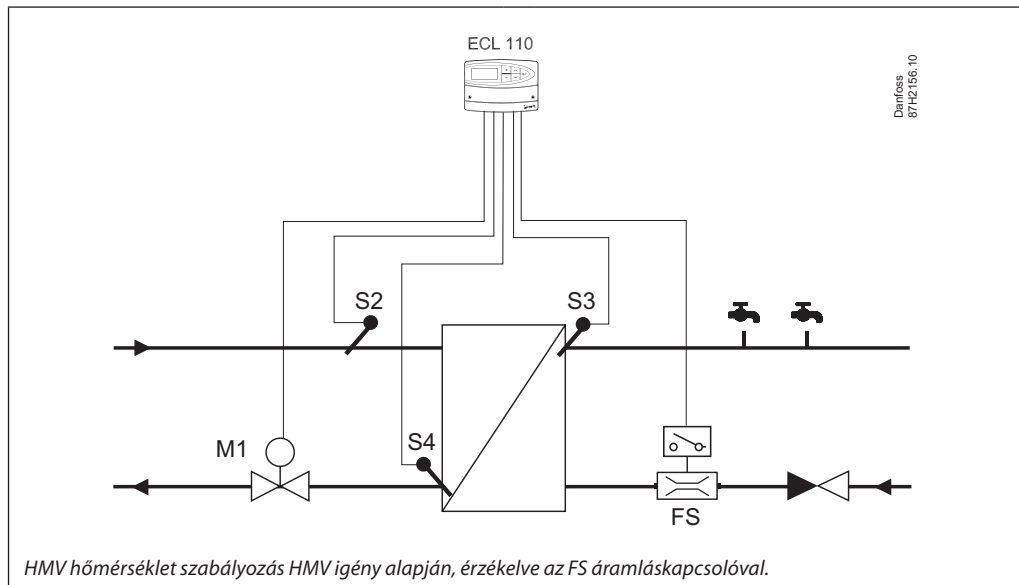 ECL 110
Danfoss
87H2156.10
S2
S3
M1
S4
FS
HMV hőmérséklet szabályozás HMV igény alapján, érzékelve az FS áramláskapcsolóval.